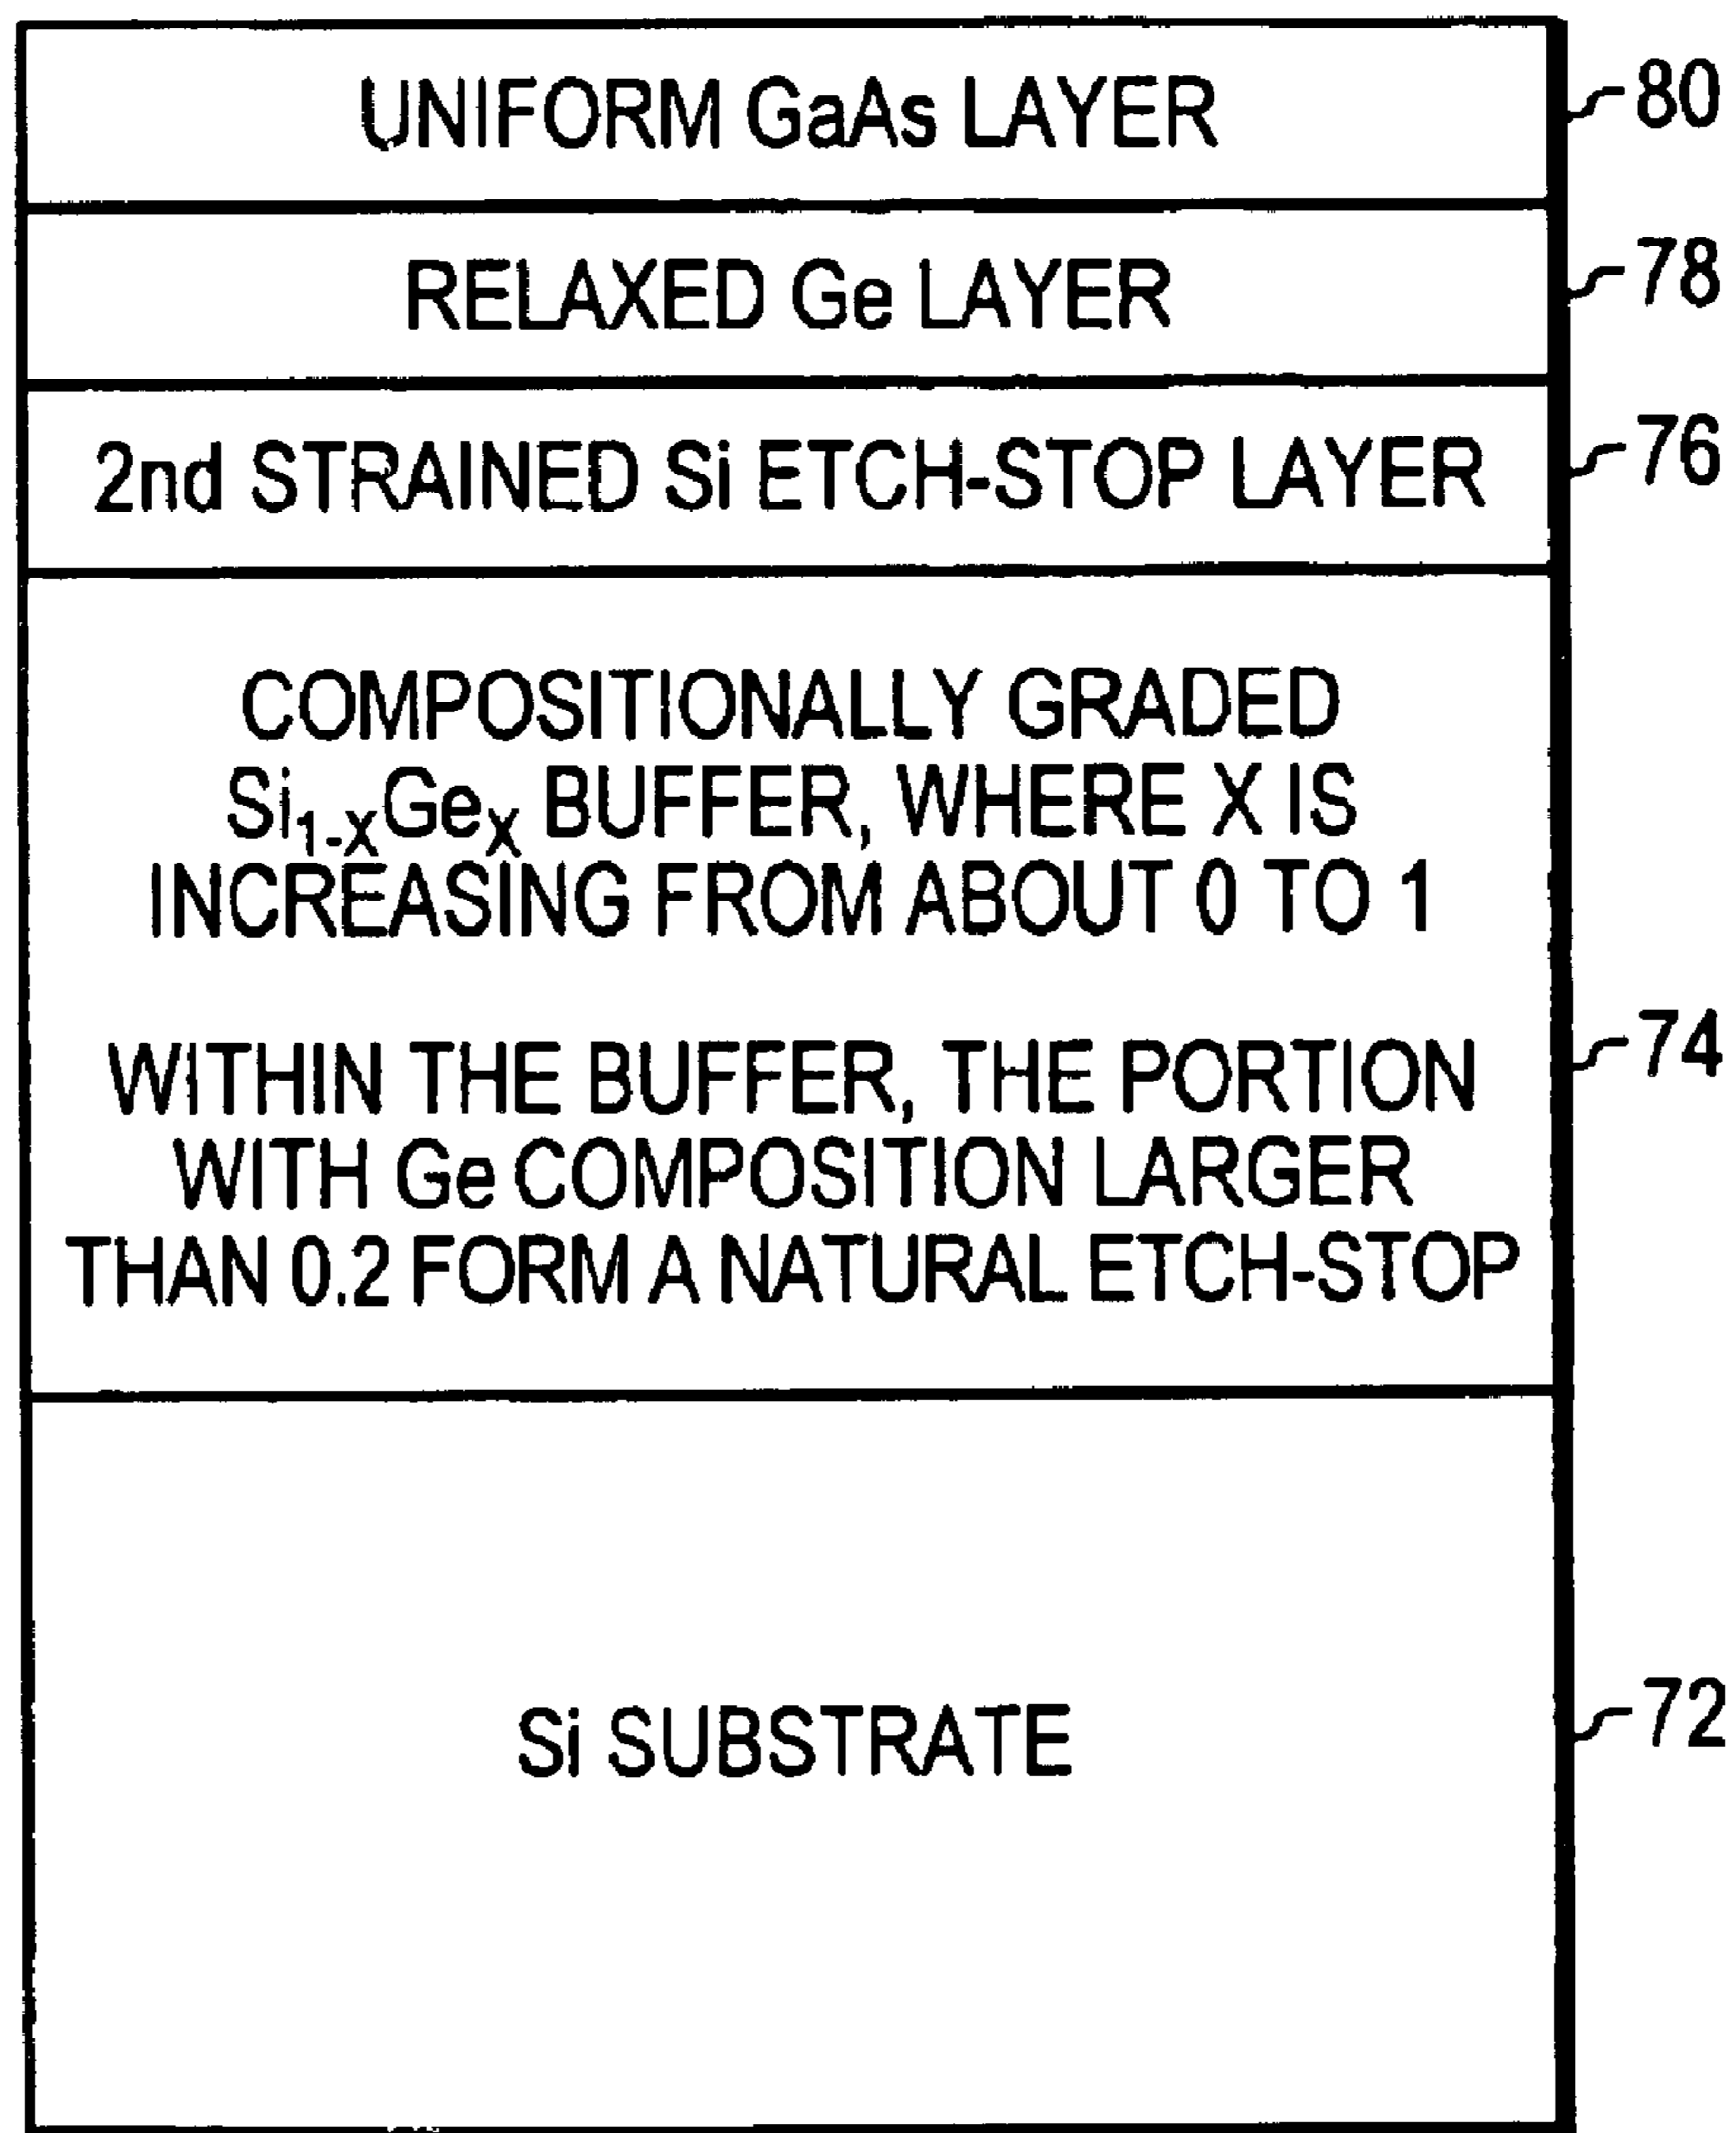 UNIFORM GaAs LAYER
80
RELAXED Ge LAYER
78
2nd STRAINED Si ETCH-STOP LAYER
76
COMPOSITIONALLY GRADED
Si1-XGeX BUFFER, WHERE X IS
INCREASING FROM ABOUT 0 TO 1
WITHIN THE BUFFER, THE PORTION
74
WITH Ge COMPOSITION LARGER
THAN 0.2 FORM A NATURAL ETCH-STOP
Si SUBSTRATE
72